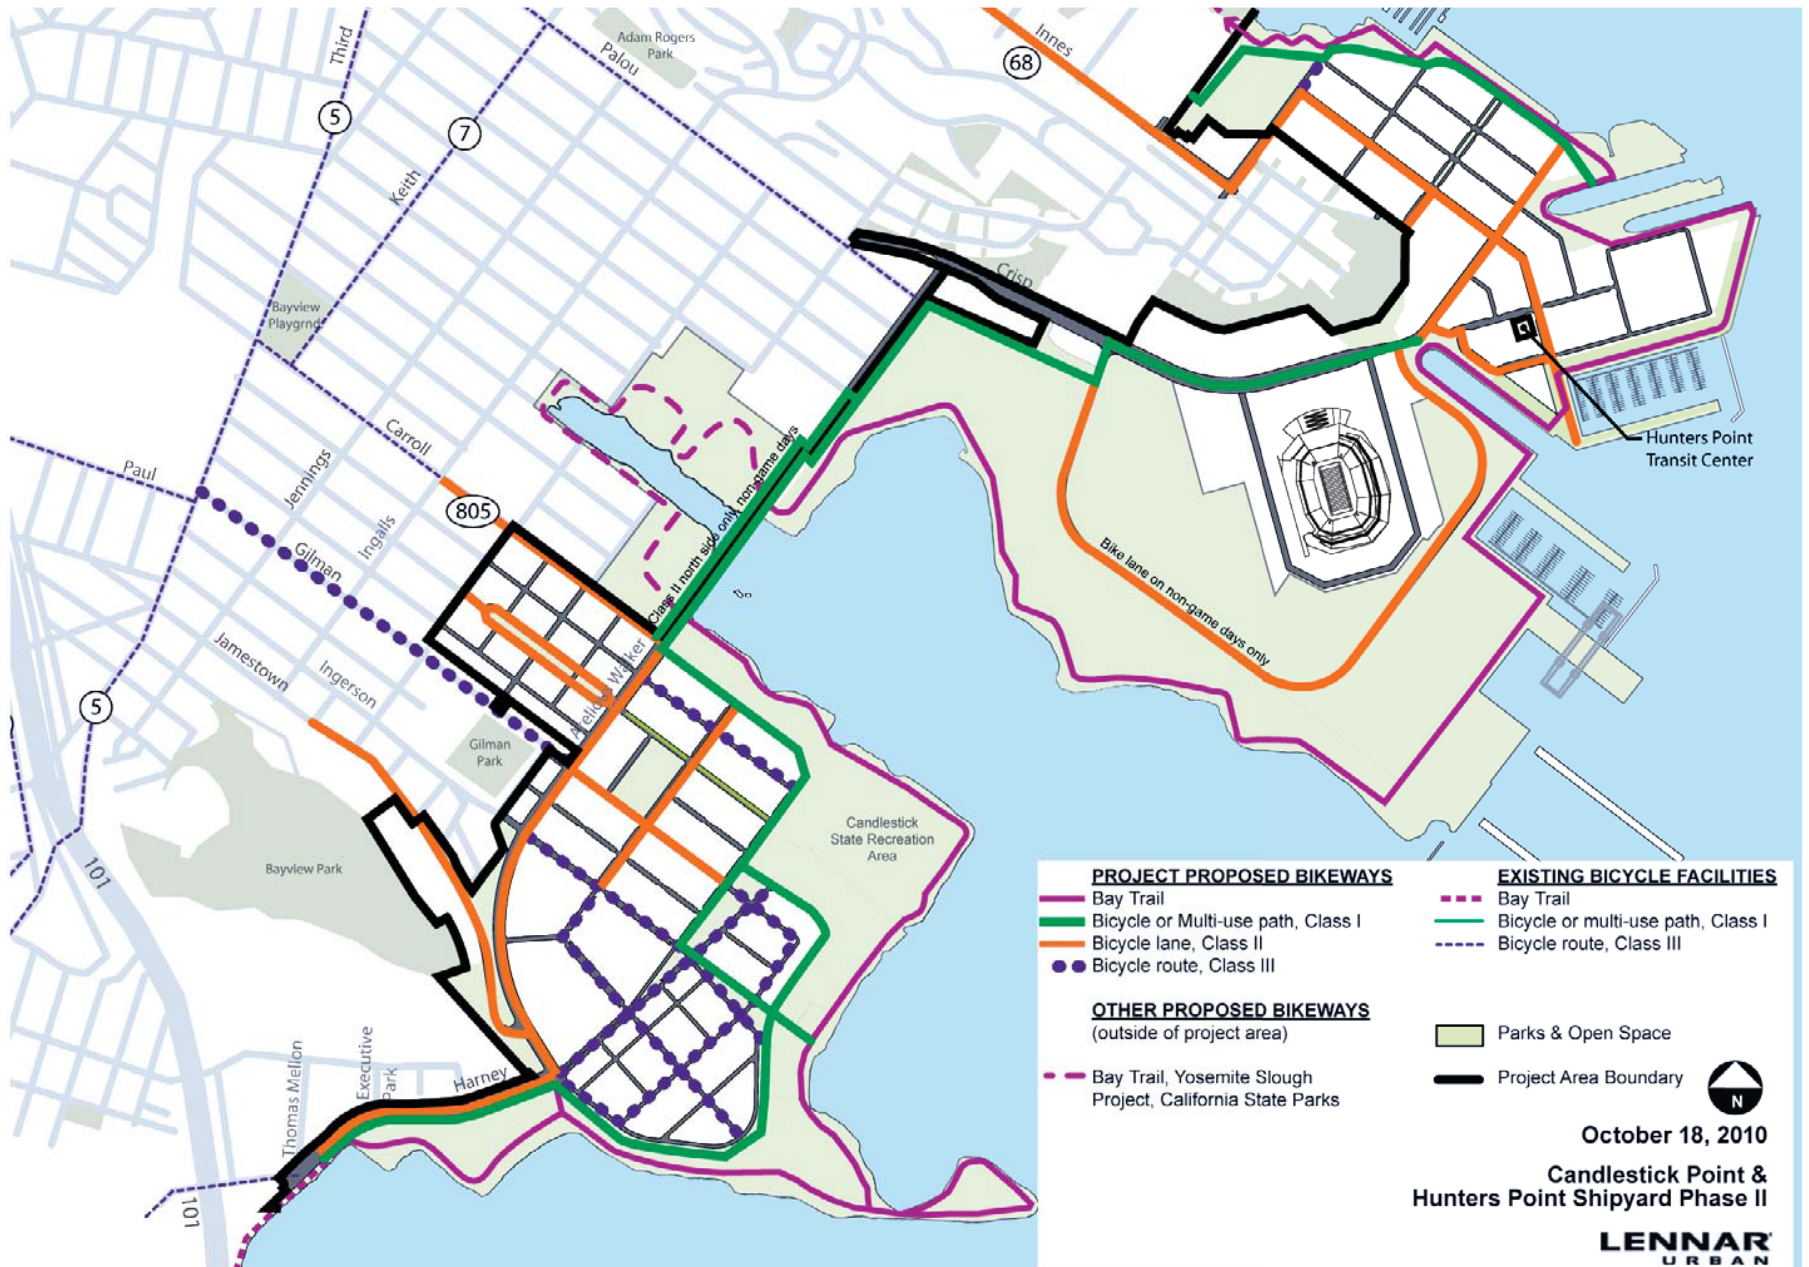 Third
Palou
Adam Rogers
Park
Innes
68
5
7
Keith
Crisp
Bayview
Playgrnd
Carroll
Paul
Jennings
805
Ingalls
Gilman
Class II north side only, non-game days
Bike lane on non-game days only
Hunters Point
Transit Center
Jamestown
Ingerson
Arelious Walker
5
Gilman
Park
Candlestick
State Recreation
Area
Bayview Park
101
Thomas Mellon
Executive
Park
Harney
101
PROJECT PROPOSED BIKEWAYS
Bay Trail
Bicycle or Multi-use path, Class I
Bicycle lane, Class II
Bicycle route, Class III
OTHER PROPOSED BIKEWAYS
(outside of project area)
Bay Trail, Yosemite Slough
Project, California State Parks
EXISTING BICYCLE FACILITIES
Bay Trail
Bicycle or multi-use path, Class I
Bicycle route, Class III
Parks & Open Space
Project Area Boundary
N
October 18, 2010
Candlestick Point &
Hunters Point Shipyard Phase II
LENNAR
URBAN